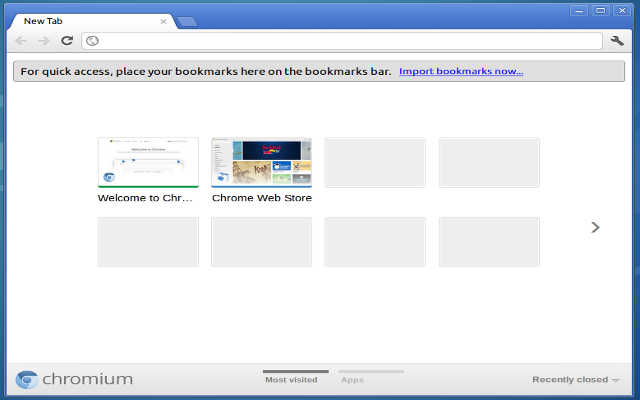 New Tab
For quick access, place your bookmarks here on the bookmarks bar. Import bookmarks now...
Welcome to Chr...
Chrome Web Store
chromium
Most visited
Apps
Recently closed